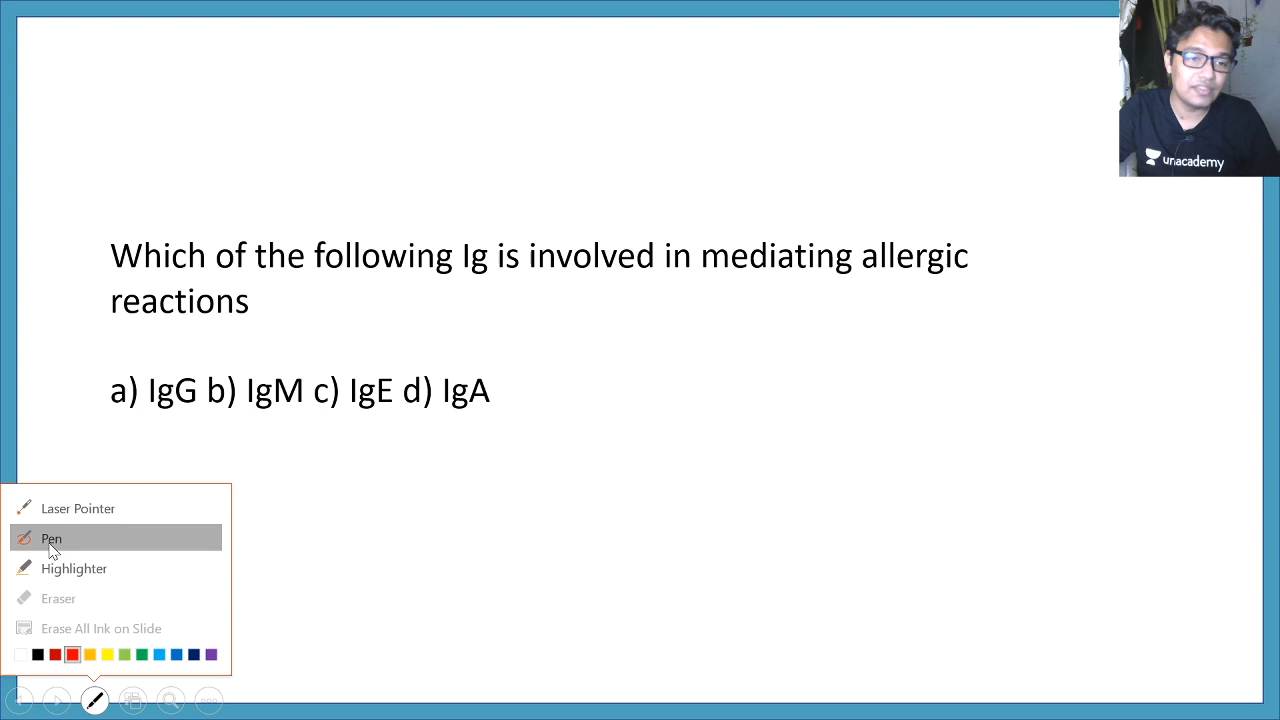 unacademy
Which of the following Ig is involved in mediating allergic
reactions
a) IgG b) IgM c) IgE d) IgA
Laser Pointer
Pen
Highlighter
Eraser
Erase All Ink on Slide